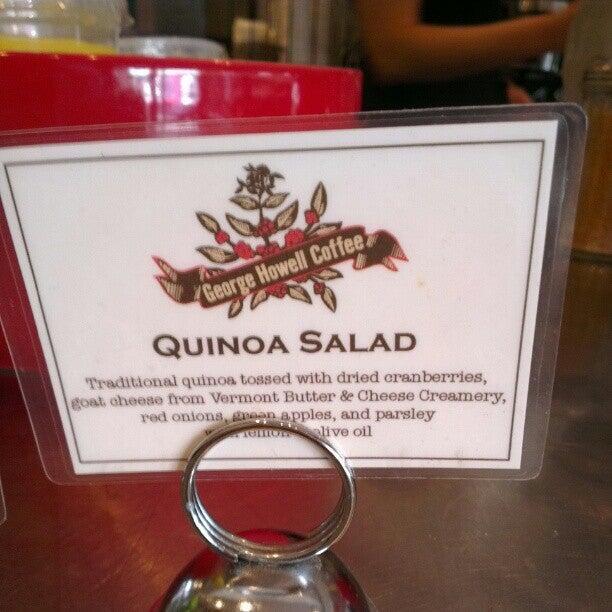 George Howell Coffee
QUINOA SALAD
Traditional quinoa tossed with dried cranberries,
goat cheese from Vermont Butter & Cheese Creamery,
red onions, green apples, and parsley
lemon olive oil